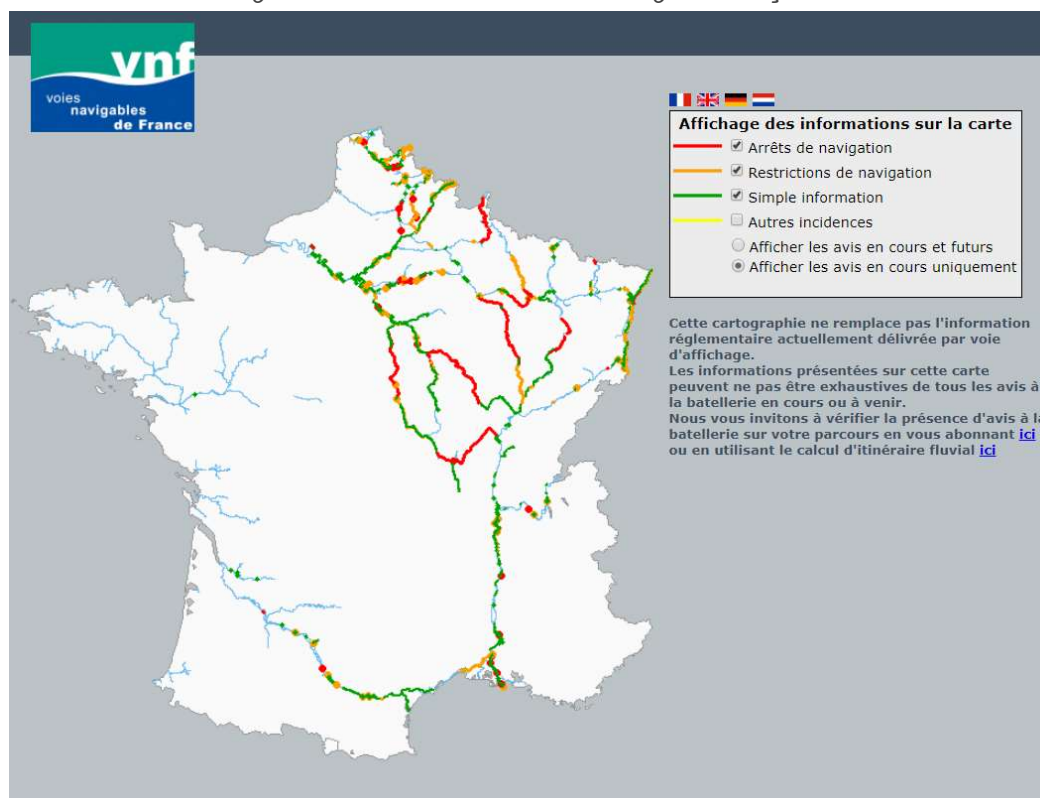 vnf
voies
navigables
de France
Affichage des informations sur la carte
Arrêts de navigation
Restrictions de navigation
Simple information
Autres incidences
Afficher les avis en cours et futurs
Afficher les avis en cours uniquement
Cette cartographie ne remplace pas l'information
réglementaire actuellement délivrée par voie
d'affichage.
Les informations présentées sur cette carte
peuvent ne pas être exhaustives de tous les avis à
la batellerie en cours ou à venir.
Nous vous invitons à vérifier la présence d'avis à la
batellerie sur votre parcours en vous abonnant ici
ou en utilisant le calcul d'itinéraire fluvial ici